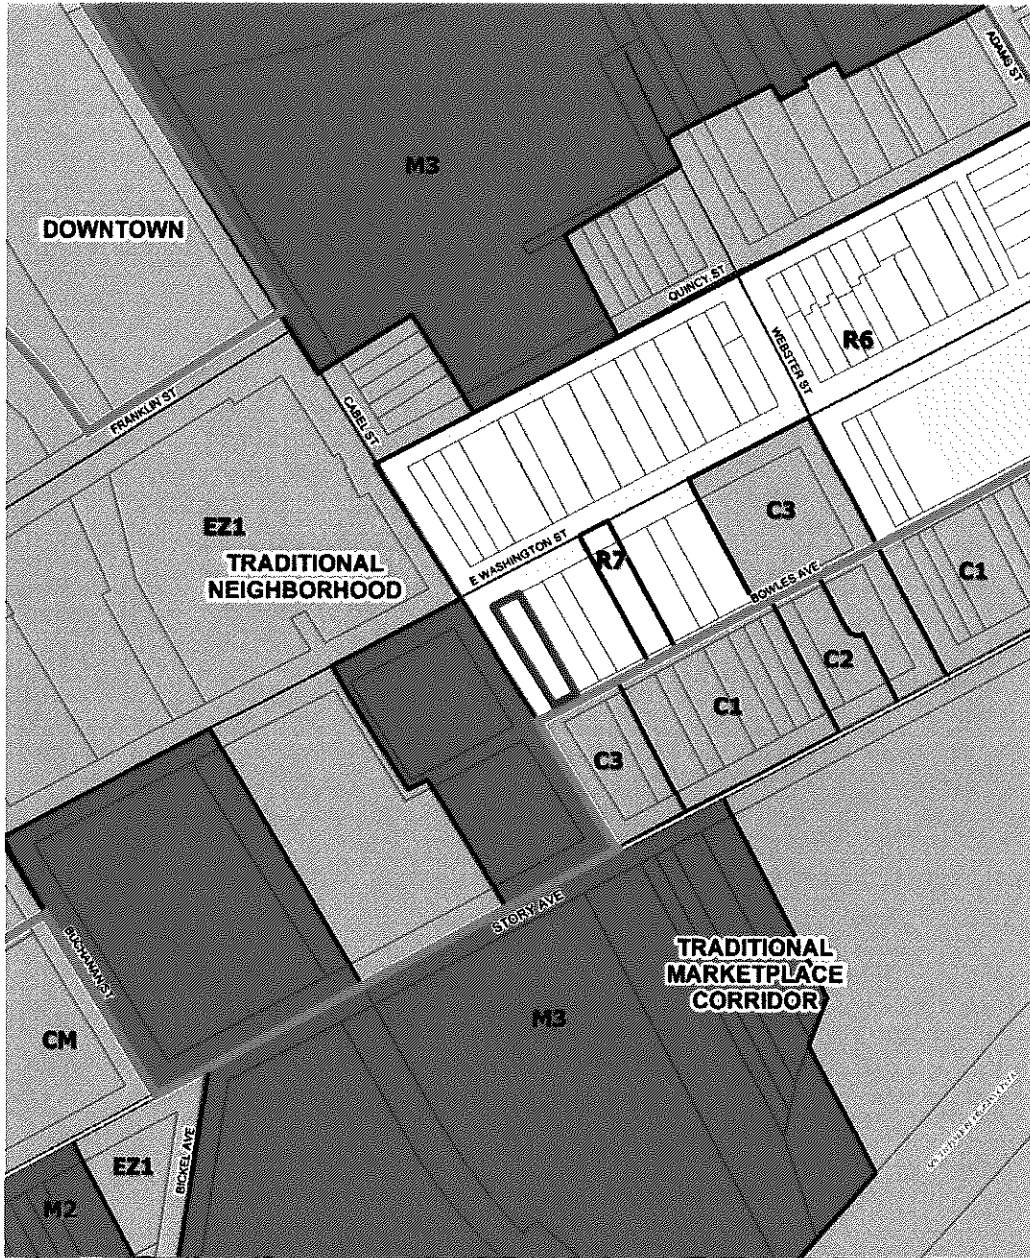 ADAMS ST
M3
DOWNTOWN
QUINCY ST
WEBSTER ST
R6
FRANKLIN ST
CABEL ST
EZ1
TRADITIONAL
NEIGHBORHOOD
E WASHINGTON ST
R7
C3
BOWLES AVE
C1
C2
C1
C3
STORY AVE
TRADITIONAL
MARKETPLACE
CORRIDOR
BUCHANAN ST
M3
CM
BICKEL AVE
EZ1
M2